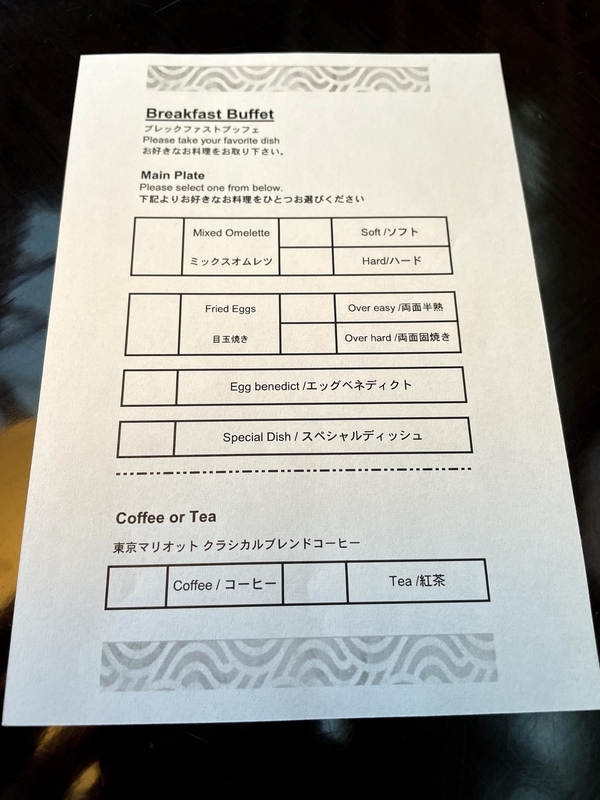 Breakfast Buffet
ブレックファストブッフェ
Please take your favorite dish
お好きなお料理をお取り下さい。
Main Plate
Please select one from below.
下記よりお好きなお料理をひとつお選びください
Mixed Omelette
ミックスオムレツ
Soft /ソフト
Hard/ハード
Fried Eggs
目玉焼き
Over easy /両面半熟
Over hard /両面固焼き
Egg benedict /エッグベネディクト
Special Dish / スペシャルディッシュ
Coffee or Tea
東京マリオット クラシカルブレンドコーヒー
Coffee / コーヒー
Tea /紅茶